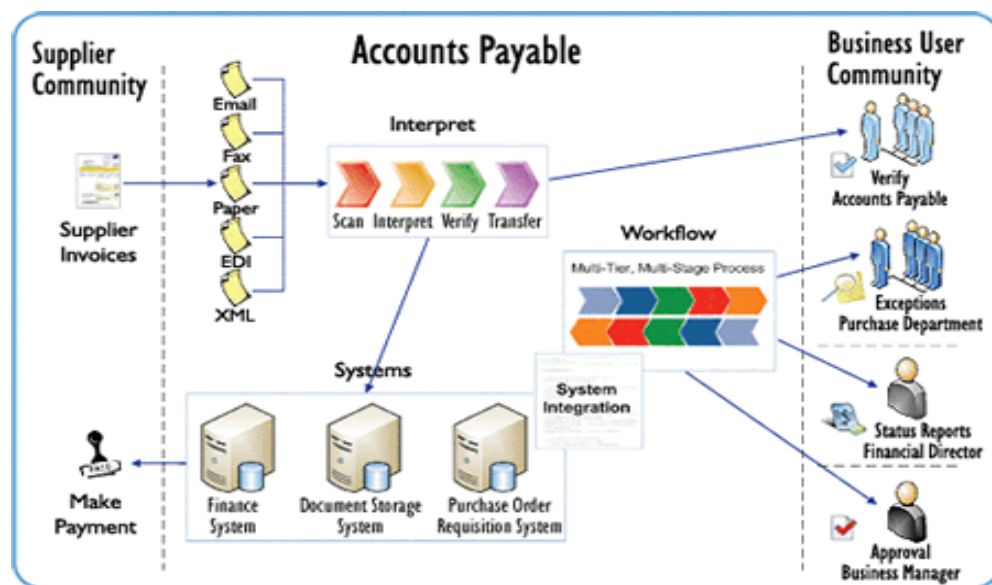 Supplier
Community
Accounts Payable
Business User
Community
Email
Fax
Paper
EDI
XML
Supplier
Invoices
Interpret
Scan Interpret Verify Transfer
Verify
Accounts Payable
Workflow
Multi-Tier, Multi-Stage Process
Exceptions
Purchase Department
System
Integration
Status Reports
Financial Director
Systems
Finance
System
Document Storage
System
Purchase Order
Requisition System
Make
Payment
Approval
Business Manager